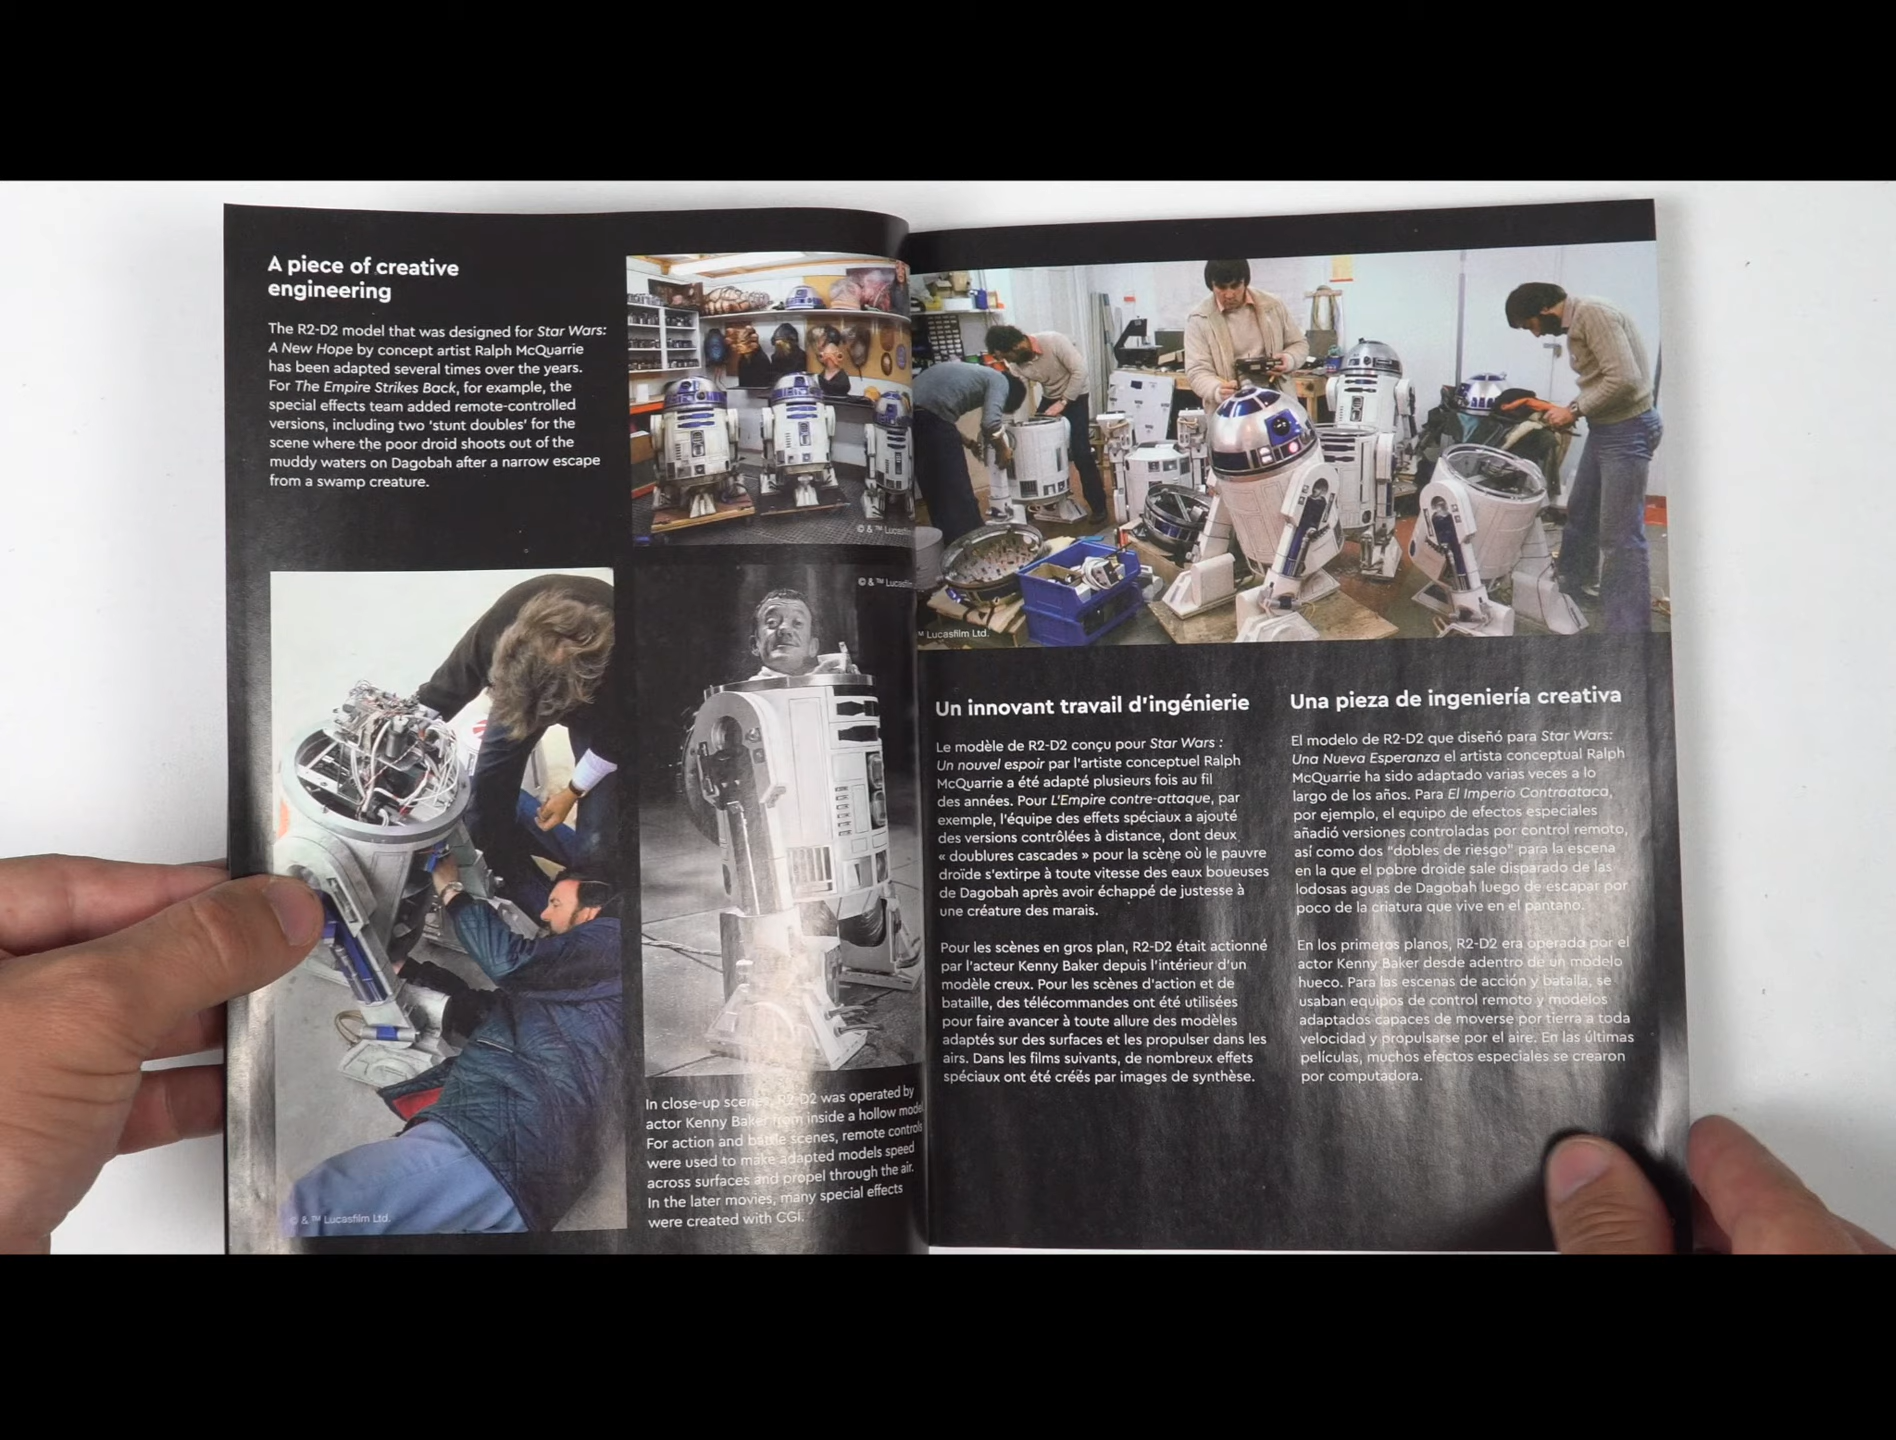 A piece of creative
engineering
The R2-D2 model that was designed for Star Wars:
A New Hope by concept artist Ralph McQuarrie
has been adapted several times over the years.
For The Empire Strikes Back, for example, the
special effects team added remote-controlled
versions, including two ‘stunt doubles’ for the
scene where the poor droid shoots out of the
muddy waters on Dagobah after a narrow escape
from a swamp creature.
© & ™ Lucasfilm
© & ™ Lucasfilm
© & ™ Lucasfilm Ltd.
In close-up scenes, R2-D2 was operated by
actor Kenny Baker from inside a hollow model
For action and battle scenes, remote controls
were used to make adapted models speed
across surfaces and propel through the air.
In the later movies, many special effects
were created with CGI.
™ Lucasfilm Ltd.
Un innovant travail d’ingénierie
Le modèle de R2-D2 conçu pour Star Wars :
Un nouvel espoir par l’artiste conceptuel Ralph
McQuarrie a été adapté plusieurs fois au fil
des années. Pour L’Empire contre-attaque, par
exemple, l’équipe des effets spéciaux a ajouté
des versions contrôlées à distance, dont deux
« doublures cascades » pour la scène où le pauvre
droïde s’extirpe à toute vitesse des eaux boueuses
de Dagobah après avoir échappé de justesse à
une créature des marais.
Pour les scènes en gros plan, R2-D2 était actionné
par l’acteur Kenny Baker depuis l’intérieur d’un
modèle creux. Pour les scènes d’action et de
bataille, des télécommandes ont été utilisées
pour faire avancer à toute allure des modèles
adaptés sur des surfaces et les propulser dans les
airs. Dans les films suivants, de nombreux effets
spéciaux ont été créés par images de synthèse.
Una pieza de ingeniería creativa
El modelo de R2-D2 que diseñó para Star Wars:
Una Nueva Esperanza el artista conceptual Ralph
McQuarrie ha sido adaptado varias veces a lo
largo de los años. Para El Imperio Contraataca,
por ejemplo, el equipo de efectos especiales
añadió versiones controladas por control remoto,
así como dos “dobles de riesgo” para la escena
en la que el pobre droide sale disparado de las
lodosas aguas de Dagobah luego de escapar por
poco de la criatura que vive en el pantano.
En los primeros planos, R2-D2 era operado por el
actor Kenny Baker desde adentro de un modelo
hueco. Para las escenas de acción y batalla, se
usaban equipos de control remoto y modelos
adaptados capaces de moverse por tierra a toda
velocidad y propulsarse por el aire. En las últimas
películas, muchos efectos especiales se crearon
por computadora.